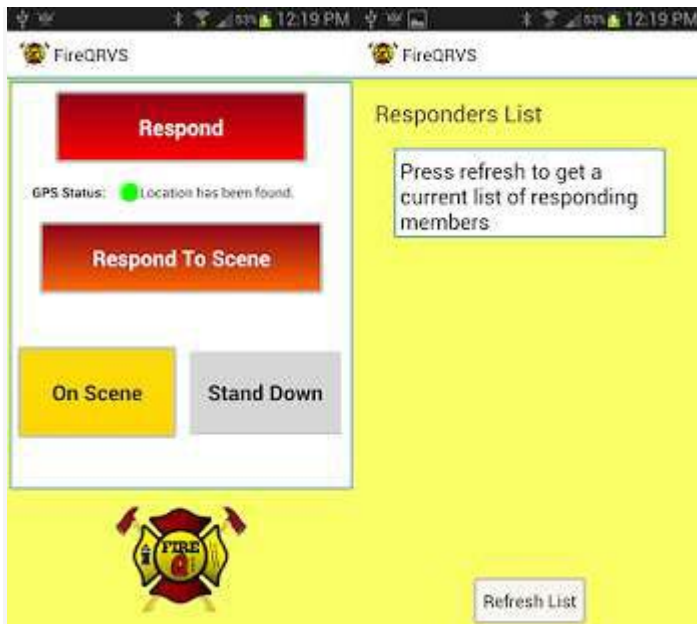 12:19 PM
FireQRVS
Respond
GPS Status: Location has been found.
Respond To Scene
On Scene
Stand Down
FIRE
Q
12:19 PM
FireQRVS
Responders List
Press refresh to get a
current list of responding
members
Refresh List